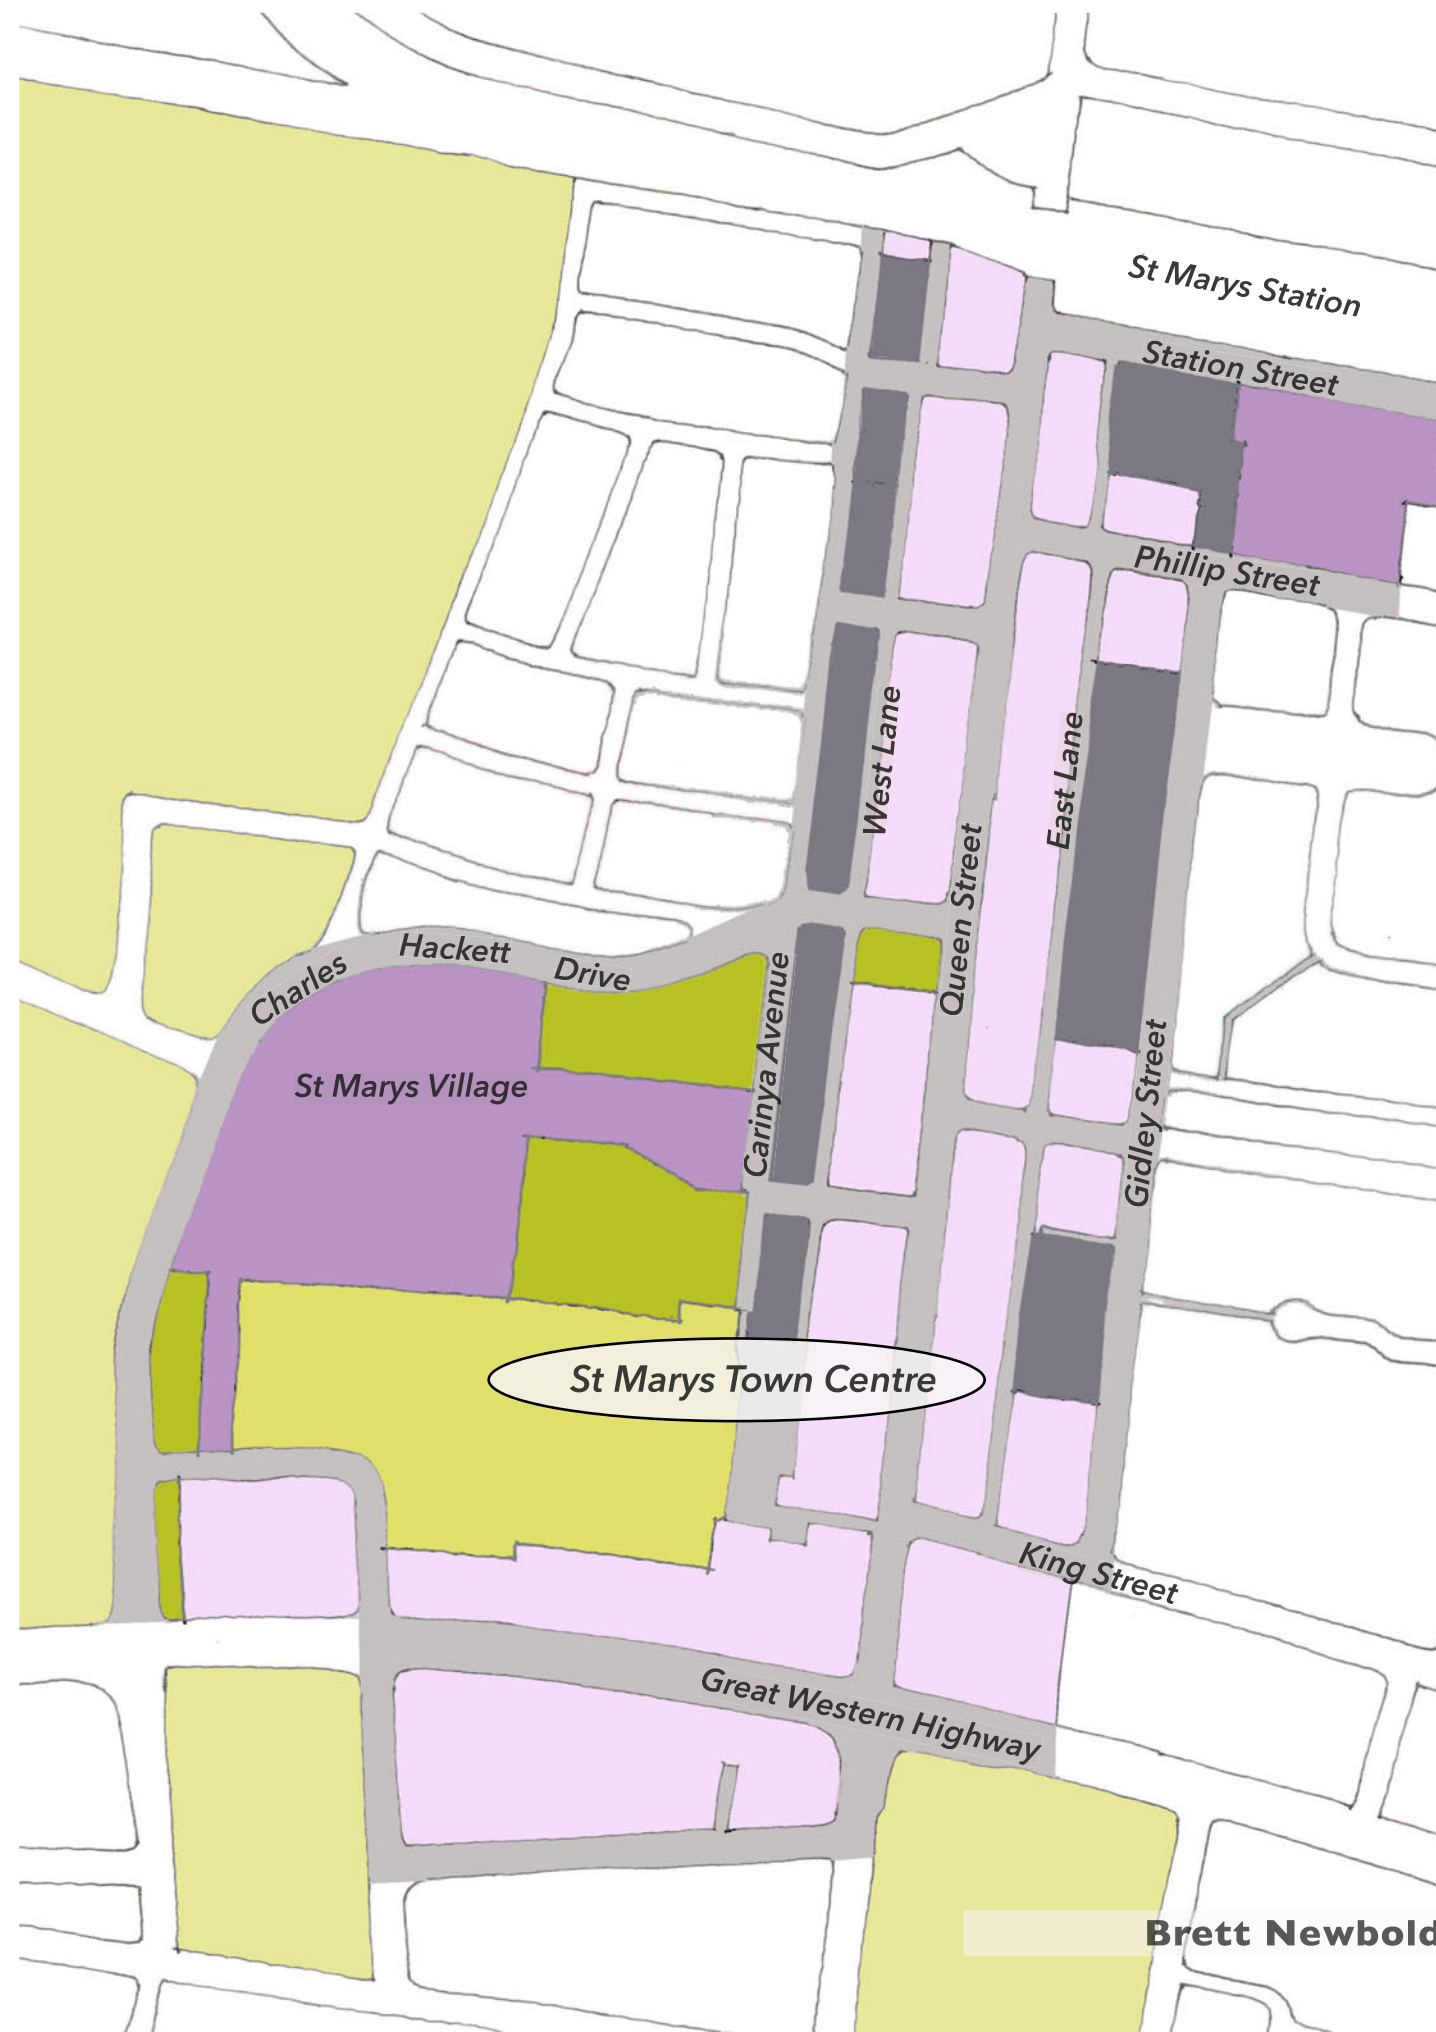 St Marys Station
Station Street
Phillip Street
West Lane
East Lane
Queen Street
Charles Hackett Drive
Carinya Avenue
St Marys Village
Gidley Street
St Marys Town Centre
King Street
Great Western Highway
Brett Newbold